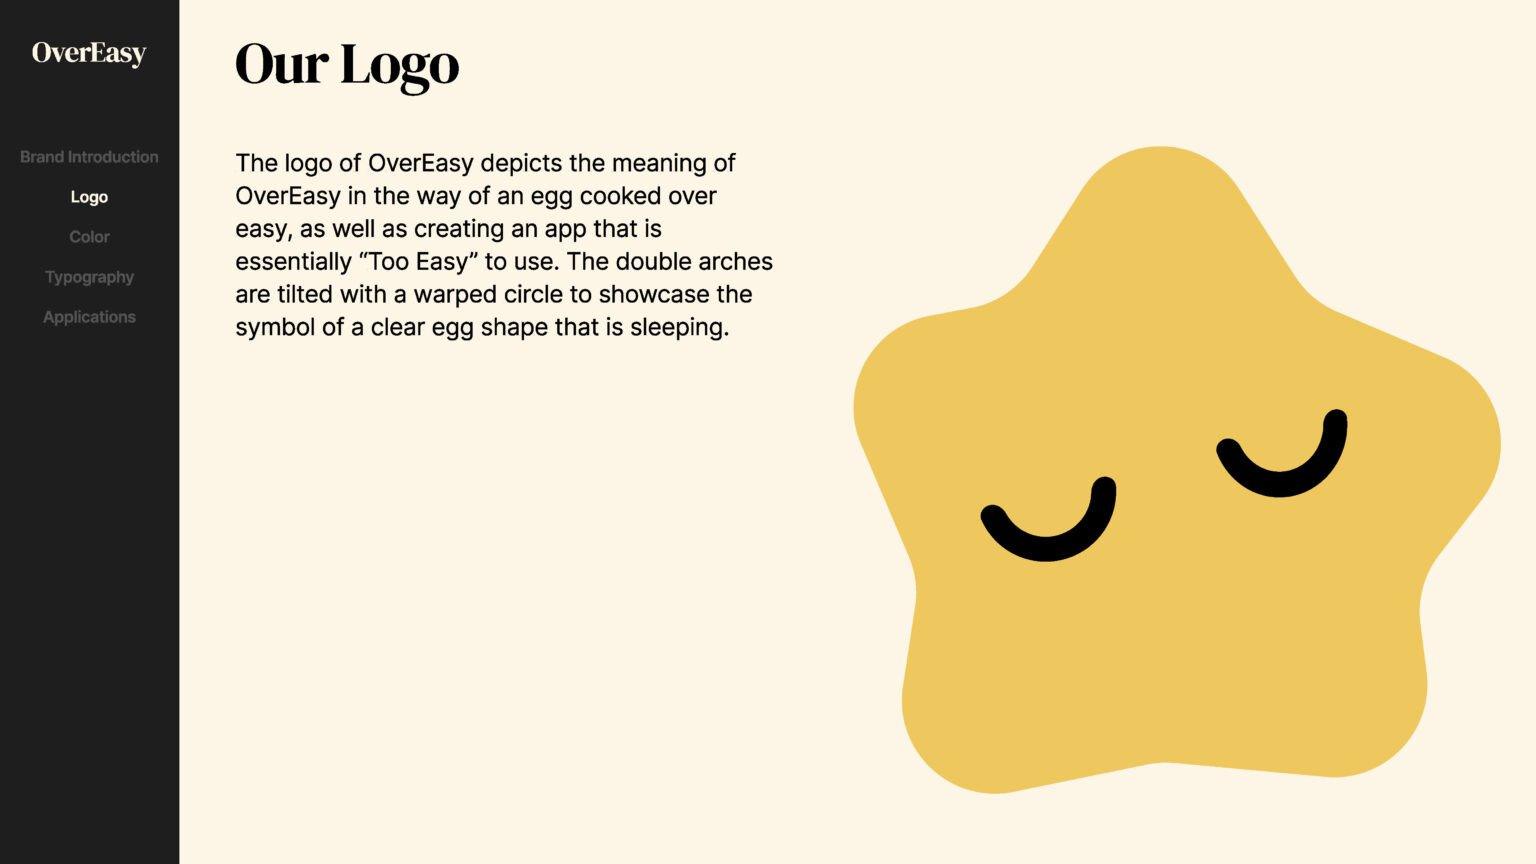 OverEasy
Brand Introduction
Logo
Color
Typography
Applications
Our Logo
The logo of OverEasy depicts the meaning of
OverEasy in the way of an egg cooked over
easy, as well as creating an app that is
essentially “Too Easy” to use. The double arches
are tilted with a warped circle to showcase the
symbol of a clear egg shape that is sleeping.